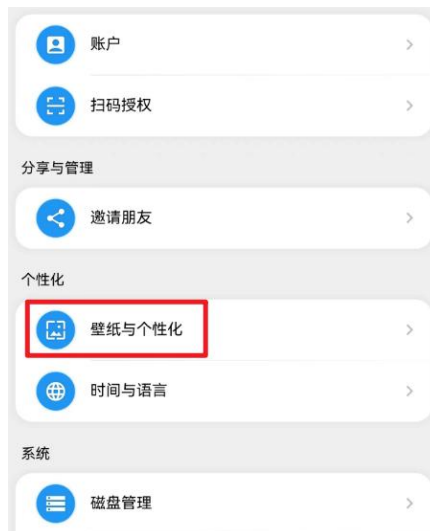 账户
扫码授权
分享与管理
邀请朋友
个性化
壁纸与个性化
时间与语言
系统
磁盘管理